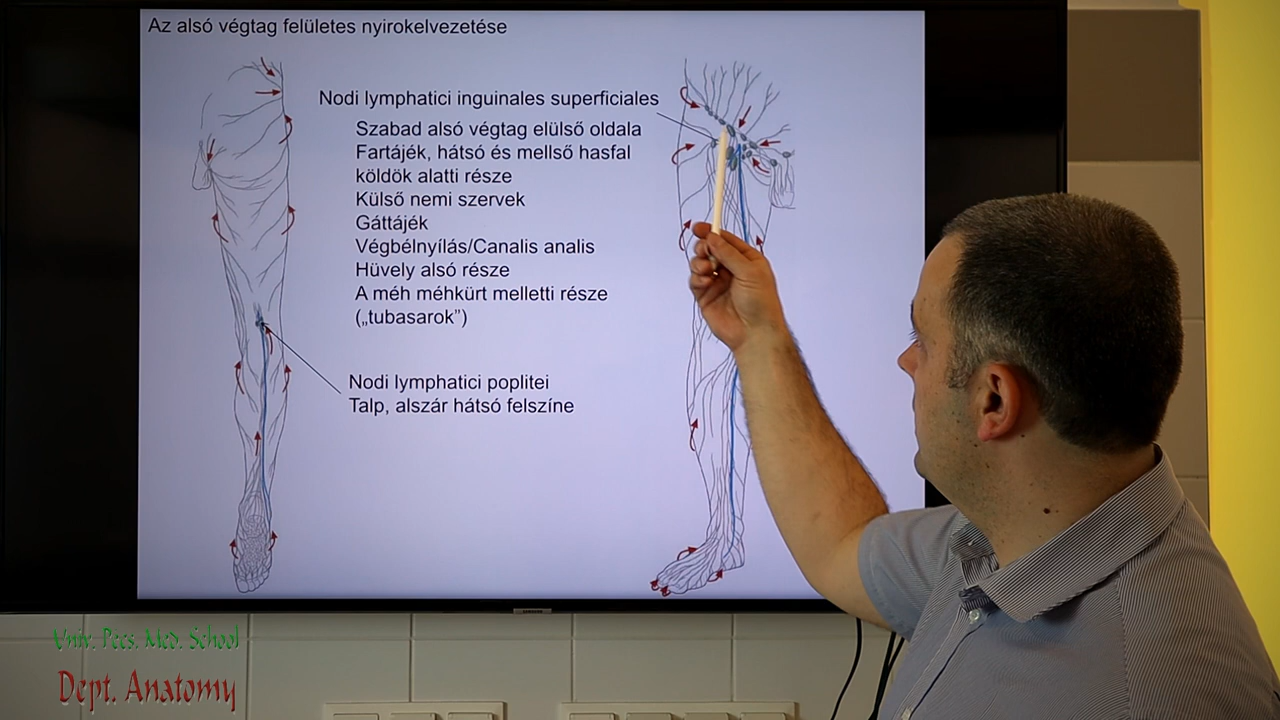 Az alsó végtag felületes nyirokelvezetése
Nodi lymphatici inguinales superficiales
Szabad alsó végtag elülső oldala
Fartájék, hátsó és mellső hasfal
köldök alatti része
Külső nemi szervek
Gáttájék
Végbélnyílás/Canalis analis
Hüvely alsó része
A méh méhkürt melletti része
(„tubasarok”)
Nodi lymphatici poplitei
Talp, alszár hátsó felszíne
SAMSUNG
Univ. Pecs. Med. School
Dept. Anatomy